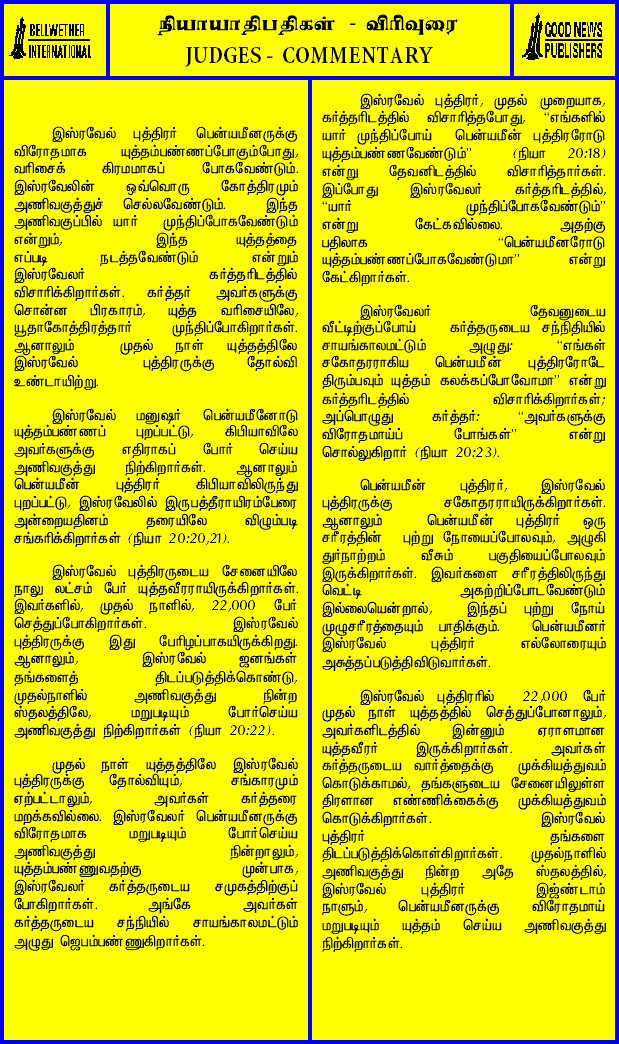 BELLWETHER
INTERNATIONAL
நியாயாதிபதிகள் - விரிவுரை
JUDGES - COMMENTARY
GOOD NEWS
PUBLISHERS
இஸ்ரவேல் புத்திரர் பென்யமீனருக்கு
விரோதமாக யுத்தம்பண்ணப்போகும்போது,
வரிசைக் கிரமமாகப் போகவேண்டும்.
இஸ்ரவேலின் ஒவ்வொரு கோத்திரமும்
அணிவகுத்துச் செல்லவேண்டும். இந்த
அணிவகுப்பில் யார் முந்திப்போகவேண்டும்
என்றும், இந்த யுத்தத்தை
எப்படி நடத்தவேண்டும் என்றும்
இஸ்ரவேலர் கர்த்தரிடத்தில்
விசாரிக்கிறார்கள். கர்த்தர் அவர்களுக்கு
சொன்ன பிரகாரம், யுத்த வரிசையிலே,
யூதாகோத்திரத்தார் முந்திப்போகிறார்கள்.
ஆனாலும் முதல் நாள் யுத்தத்திலே
இஸ்ரவேல் புத்திரருக்கு தோல்வி
உண்டாயிற்று.
இஸ்ரவேல் மனுஷர் பென்யமீனோடு
யுத்தம்பண்ணப் புறப்பட்டு, கிபியாவிலே
அவர்களுக்கு எதிராகப் போர் செய்ய
அணிவகுத்து நிற்கிறார்கள். ஆனாலும்
பென்யமீன் புத்திரர் கிபியாவிலிருந்து
புறப்பட்டு, இஸ்ரவேலில் இருபத்தீராயிரம்பேரை
அன்றையதினம் தரையிலே விழும்படி
சங்கரிக்கிறார்கள் (நியா 20:20,21).
இஸ்ரவேல் புத்திரருடைய சேனையிலே
நாலு லட்சம் பேர் யுத்தவீரராயிருக்கிறார்கள்.
இவர்களில், முதல் நாளில், 22,000 பேர்
செத்துப்போகிறார்கள். இஸ்ரவேல்
புத்திரருக்கு இது பேரிழப்பாகயிருக்கிறது.
ஆனாலும், இஸ்ரவேல் ஜனங்கள்
தங்களைத் திடப்படுத்திக்கொண்டு,
முதல்நாளில் அணிவகுத்து நின்ற
ஸ்தலத்திலே, மறுபடியும் போர்செய்ய
அணிவகுத்து நிற்கிறார்கள் (நியா 20:22).
முதல் நாள் யுத்தத்திலே இஸ்ரவேல்
புத்திரருக்கு தோல்வியும், சங்காரமும்
ஏற்பட்டாலும், அவர்கள் கர்த்தரை
மறக்கவில்லை. இஸ்ரவேலர் பென்யமீனருக்கு
விரோதமாக மறுபடியும் போர்செய்ய
அணிவகுத்து நின்றாலும்,
யுத்தம்பண்ணுவதற்கு முன்பாக,
இஸ்ரவேலர் கர்த்தருடைய சமுகத்திற்குப்
போகிறார்கள். அங்கே அவர்கள்
கர்த்தருடைய சந்நியில் சாயங்காலமட்டும்
அழுது ஜெபம்பண்ணுகிறார்கள்.
இஸ்ரவேல் புத்திரர், முதல் முறையாக,
கர்த்தரிடத்தில் விசாரித்தபோது, “எங்களில்
யார் முந்திப்போய் பென்யமீன் புத்திரரோடு
யுத்தம்பண்ணவேண்டும்” (நியா 20:18)
என்று தேவனிடத்தில் விசாரித்தார்கள்.
இப்போது இஸ்ரவேலர் கர்த்தரிடத்தில்,
“யார் முந்திப்போகவேண்டும்”
என்று கேட்கவில்லை. அதற்கு
பதிலாக “பென்யமீனரோடு
யுத்தம்பண்ணப்போகவேண்டுமா” என்று
கேட்கிறார்கள்.
இஸ்ரவேலர் தேவனுடைய
வீட்டிற்குப்போய் கர்த்தருடைய சந்நிதியில்
சாயங்காலமட்டும் அழுது: “எங்கள்
சகோதரராகிய பென்யமீன் புத்திரரோடே
திரும்பவும் யுத்தம் கலக்கப்போவோமா” என்று
கர்த்தரிடத்தில் விசாரிக்கிறார்கள்;
அப்பொழுது கர்த்தர்: “அவர்களுக்கு
விரோதமாய்ப் போங்கள்” என்று
சொல்லுகிறார் (நியா 20:23).
பென்யமீன் புத்திரர், இஸ்ரவேல்
புத்திரருக்கு சகோதரராயிருக்கிறார்கள்.
ஆனாலும் பென்யமீன் புத்திரர் ஒரு
சரீரத்தின் புற்று நோயைப்போலவும், அழுகி
துர்நாற்றம் வீசும் பகுதியைப்போலவும்
இருக்கிறார்கள். இவர்களை சரீரத்திலிருந்து
வெட்டி அகற்றிப்போடவேண்டும்
இல்லையென்றால், இந்தப் புற்று நோய்
முழுசரீரத்தையும் பாதிக்கும். பென்யமீனர்
இஸ்ரவேல் புத்திரர் எல்லோரையும்
அசுத்தப்படுத்திவிடுவார்கள்.
இஸ்ரவேல் புத்திரரில் 22,000 பேர்
முதல் நாள் யுத்தத்தில் செத்துப்போனாலும்,
அவர்களிடத்தில் இன்னும் ஏராளமான
யுத்தவீரர் இருக்கிறார்கள். அவர்கள்
கர்த்தருடைய வார்த்தைக்கு முக்கியத்துவம்
கொடுக்காமல், தங்களுடைய சேனையிலுள்ள
திரளான எண்ணிக்கைக்கு முக்கியத்துவம்
கொடுக்கிறார்கள். இஸ்ரவேல்
புத்திரர் தங்களை
திடப்படுத்திக்கொள்கிறார்கள். முதல்நாளில்
அணிவகுத்து நின்ற அதே ஸ்தலத்தில்,
இஸ்ரவேல் புத்திரர் இஜ்ண்டாம்
நாளும், பென்யமீனருக்கு விரோதமாய்
மறுபடியும் யுத்தம் செய்ய அணிவகுத்து
நிற்கிறார்கள்.